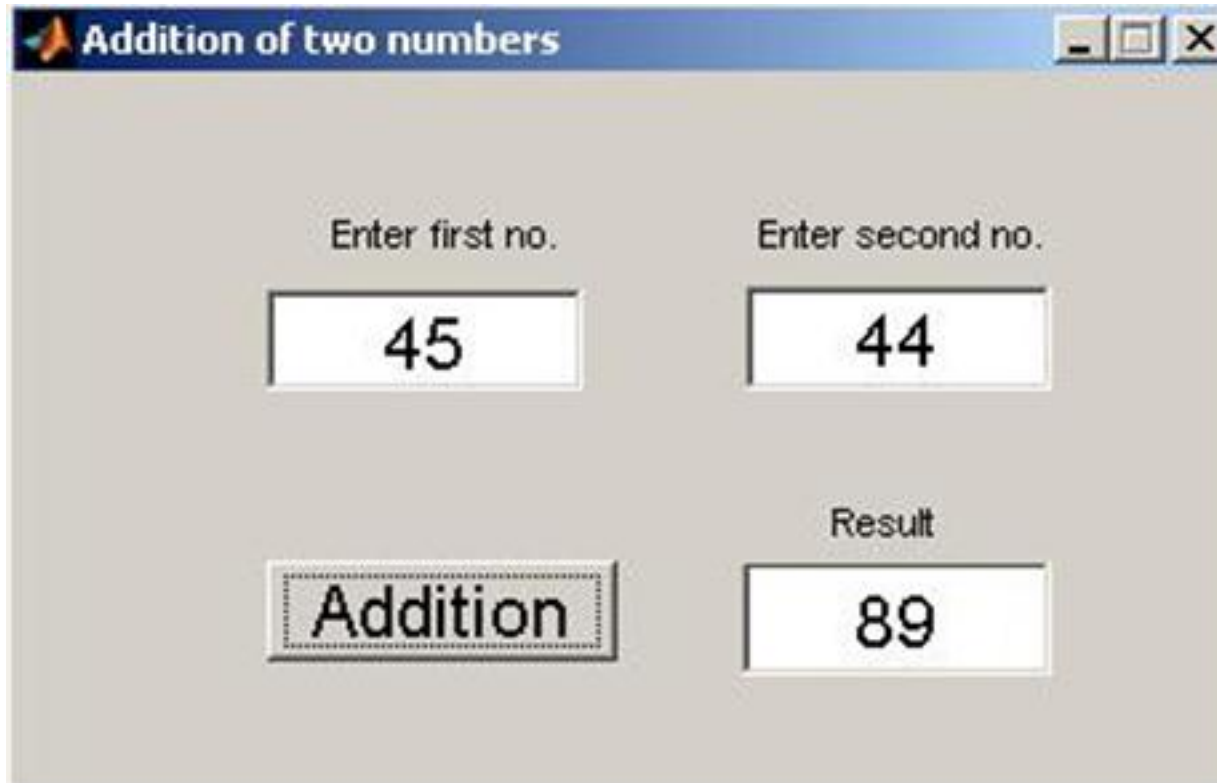 Addition of two numbers
Enter first no. Enter second no.
45 44
Result
Addition 89